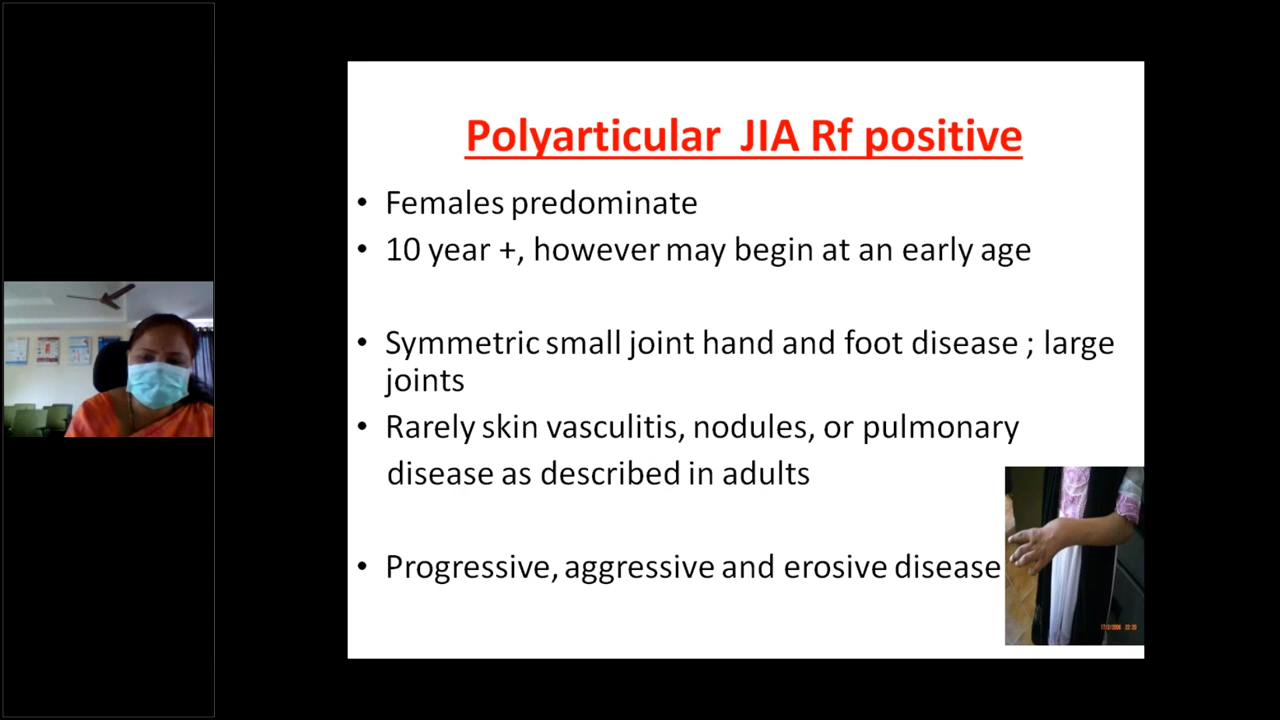 Polyarticular JIA Rf positive
• Females predominate
• 10 year +, however may begin at an early age
• Symmetric small joint hand and foot disease ; large
joints
• Rarely skin vasculitis, nodules, or pulmonary
disease as described in adults
• Progressive, aggressive and erosive disease